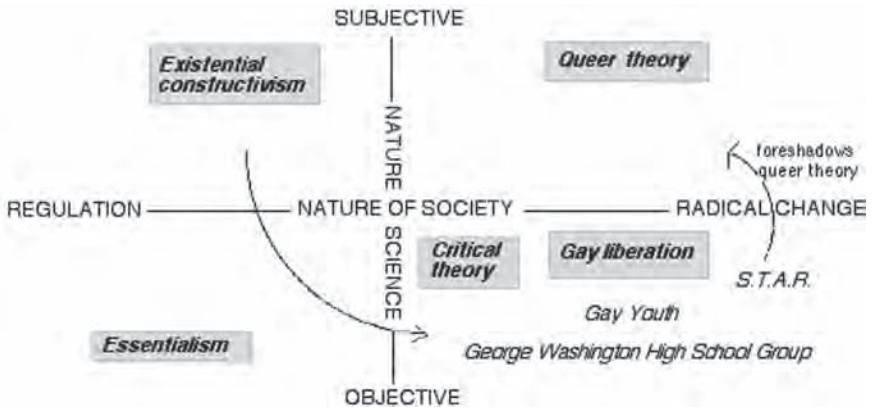 SUBJECTIVE
Existential
constructivism
Queer theory
NATURE
foreshadows
queer theory
REGULATION
NATURE OF SOCIETY
RADICAL CHANGE
SCIENCE
Critical
theory
Gay liberation
S.T.A.R.
Gay Youth
Essentialism
George Washington High School Group
OBJECTIVE